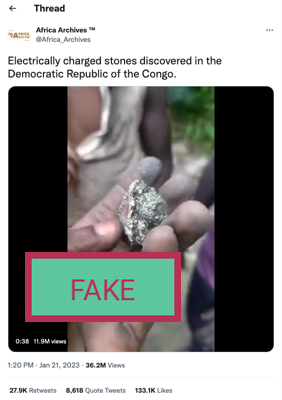 Thread
Africa Archives ™
@Africa_Archives
Electrically charged stones discovered in the
Democratic Republic of the Congo.
FAKE
0:38 11.9M views
1:20 PM · Jan 21, 2023 · 36.2M Views
27.9K Retweets 8,618 Quote Tweets 133.1K Likes